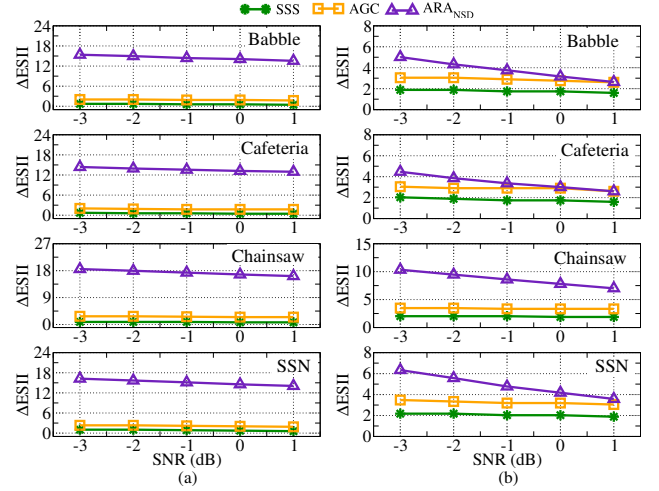 SSS AGC ARA_NSD
24
18
12
6
0
ΔESII
Babble
-3 -2 -1 0 1
8
6
4
2
0
ΔESII
Babble
-3 -2 -1 0 1
24
18
12
6
0
ΔESII
Cafeteria
-3 -2 -1 0 1
8
6
4
2
0
ΔESII
Cafeteria
-3 -2 -1 0 1
27
18
9
0
ΔESII
Chainsaw
-3 -2 -1 0 1
15
10
5
0
ΔESII
Chainsaw
-3 -2 -1 0 1
24
18
12
6
0
ΔESII
SSN
-3 -2 -1 0 1
SNR (dB)
(a)
8
6
4
2
0
ΔESII
SSN
-3 -2 -1 0 1
SNR (dB)
(b)